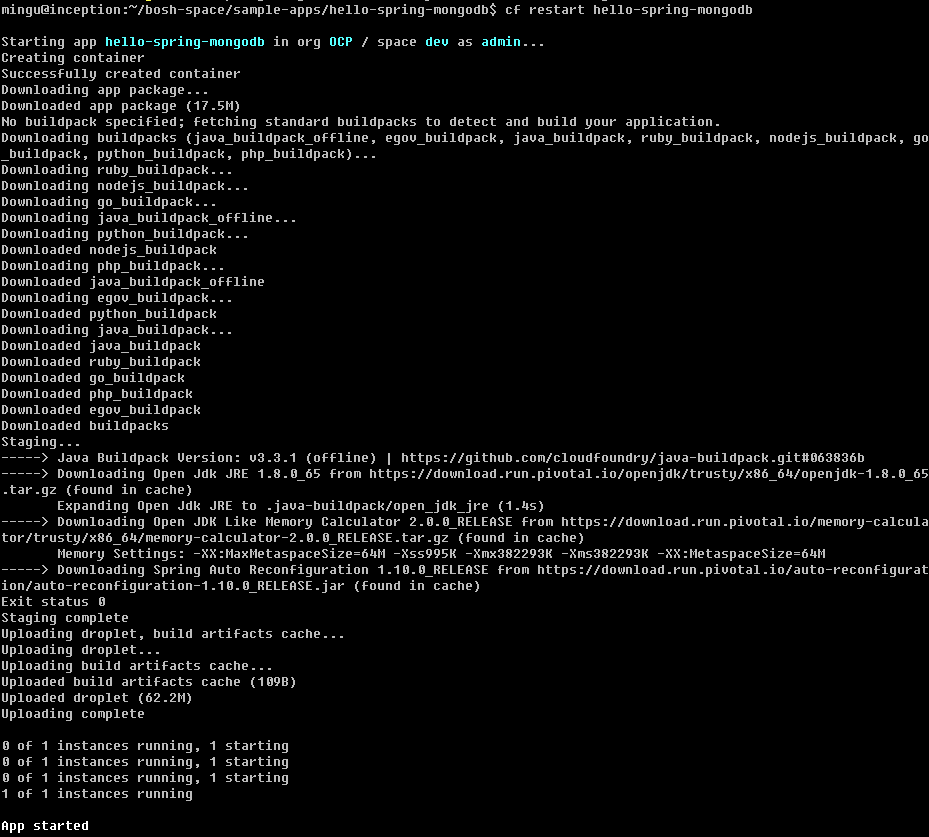 mingu@inception:~/bosh-space/sample-apps/hello-spring-mongodb$ cf restart hello-spring-mongodb
Starting app hello-spring-mongodb in org OCP / space dev as admin...
Creating container
Successfully created container
Downloading app package...
Downloaded app package (17.5M)
No buildpack specified; fetching standard buildpacks to detect and build your application.
Downloading buildpacks (java_buildpack_offline, egov_buildpack, java_buildpack, ruby_buildpack, nodejs_buildpack, go
_buildpack, python_buildpack, php_buildpack)...
Downloading ruby_buildpack...
Downloading nodejs_buildpack...
Downloading go_buildpack...
Downloading java_buildpack_offline...
Downloading python_buildpack...
Downloaded nodejs_buildpack
Downloading php_buildpack...
Downloaded java_buildpack_offline
Downloading egov_buildpack...
Downloaded python_buildpack
Downloading java_buildpack...
Downloaded java_buildpack
Downloaded ruby_buildpack
Downloaded go_buildpack
Downloaded php_buildpack
Downloaded egov_buildpack
Downloaded buildpacks
Staging...
-----> Java Buildpack Version: v3.3.1 (offline) | https://github.com/cloudfoundry/java-buildpack.git#063836b
-----> Downloading Open Jdk JRE 1.8.0_65 from https://download.run.pivotal.io/openjdk/trusty/x86_64/openjdk-1.8.0_65
.tar.gz (found in cache)
       Expanding Open Jdk JRE to .java-buildpack/open_jdk_jre (1.4s)
-----> Downloading Open JDK Like Memory Calculator 2.0.0_RELEASE from https://download.run.pivotal.io/memory-calcula
tor/trusty/x86_64/memory-calculator-2.0.0_RELEASE.tar.gz (found in cache)
       Memory Settings: -XX:MaxMetaspaceSize=64M -Xss995K -Xmx382293K -Xms382293K -XX:MetaspaceSize=64M
-----> Downloading Spring Auto Reconfiguration 1.10.0_RELEASE from https://download.run.pivotal.io/auto-reconfigurat
ion/auto-reconfiguration-1.10.0_RELEASE.jar (found in cache)
Exit status 0
Staging complete
Uploading droplet, build artifacts cache...
Uploading droplet...
Uploading build artifacts cache...
Uploaded build artifacts cache (109B)
Uploaded droplet (62.2M)
Uploading complete
0 of 1 instances running, 1 starting
0 of 1 instances running, 1 starting
0 of 1 instances running, 1 starting
1 of 1 instances running
App started